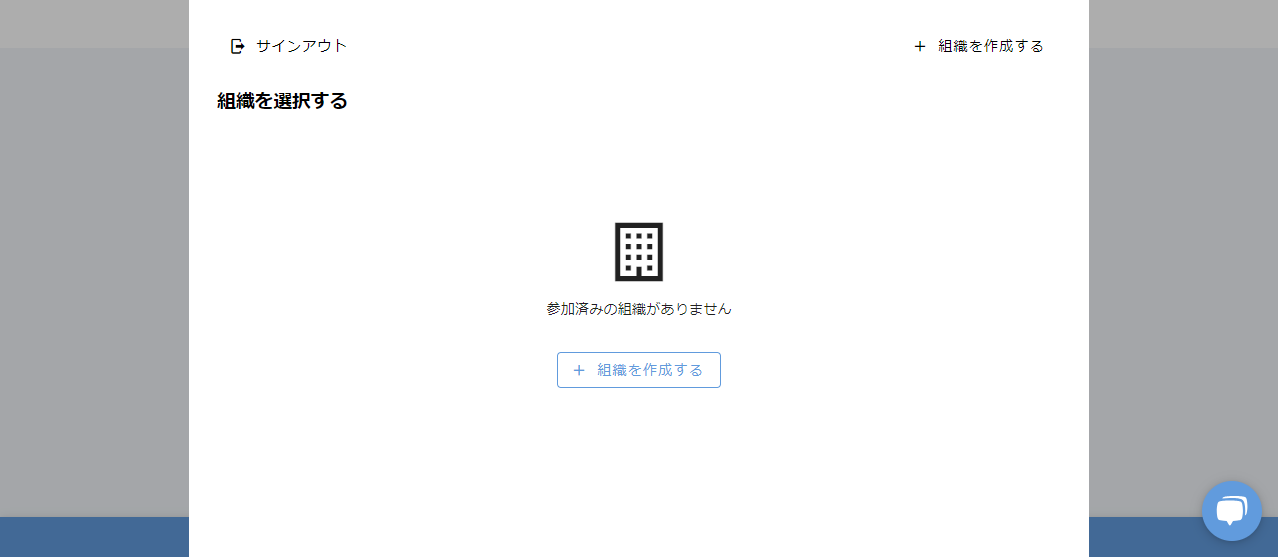 サインアウト
組織を作成する
組織を選択する
参加済みの組織がありません
組織を作成する